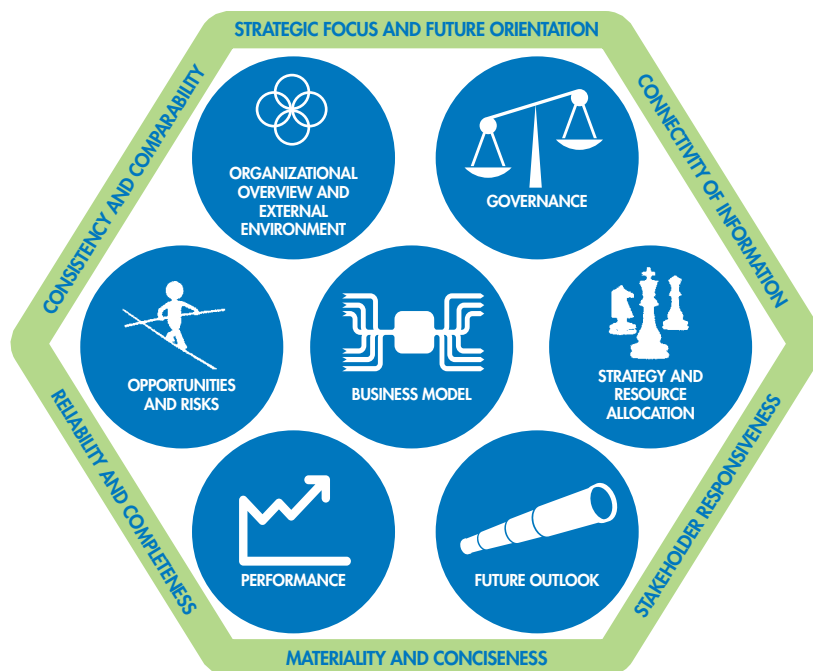 STRATEGIC FOCUS AND FUTURE ORIENTATION
CONSISTENCY AND COMPARABILITY
CONNECTIVITY OF INFORMATION
ORGANIZATIONAL
OVERVIEW AND
EXTERNAL
ENVIRONMENT
GOVERNANCE
OPPORTUNITIES
AND RISKS
BUSINESS MODEL
STRATEGY AND
RESOURCE
ALLOCATION
PERFORMANCE
FUTURE OUTLOOK
RELIABILITY AND COMPLETENESS
STAKEHOLDER RESPONSIVENESS
MATERIALITY AND CONCISENESS